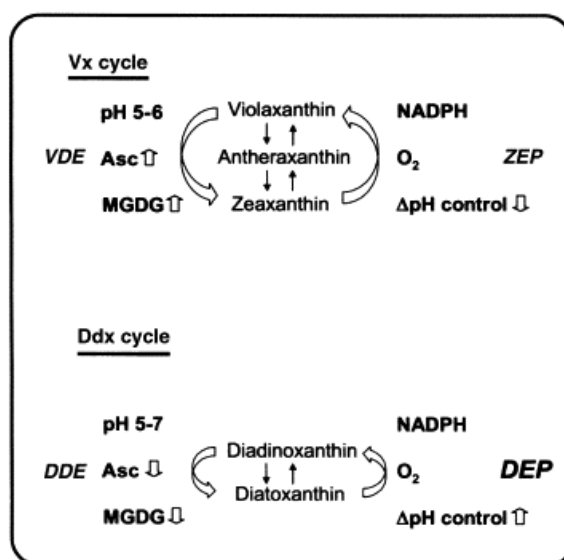 Vx cycle
pH 5-6 Violaxanthin NADPH
VDE Asc⇧ Antheraxanthin O₂ ZEP
MGDG⇧ Zeaxanthin ΔpH control ⇩
Ddx cycle
pH 5-7 NADPH
Diadinoxanthin
DDE Asc ⇩ O₂ DEP
Diatoxanthin
MGDG⇩ ΔpH control ⇧